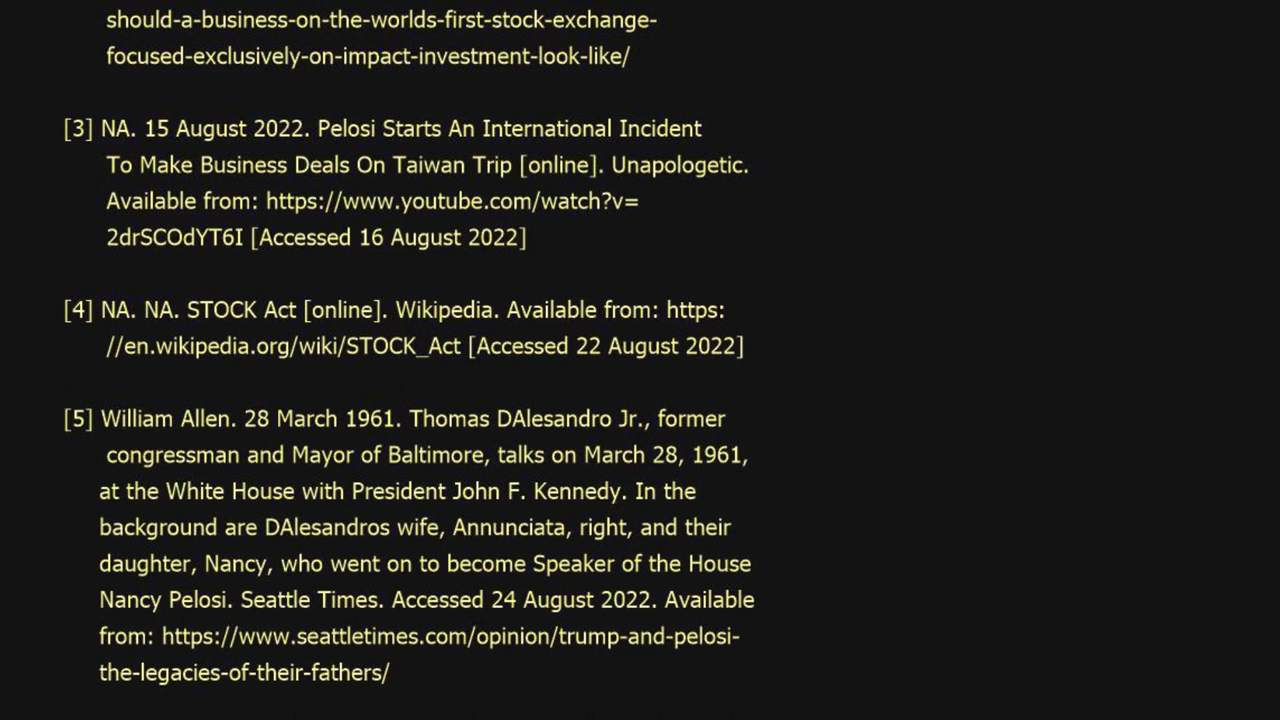 should-a-business-on-the-worlds-first-stock-exchange-
focused-exclusively-on-impact-investment-look-like/
[3] NA. 15 August 2022. Pelosi Starts An International Incident
To Make Business Deals On Taiwan Trip [online]. Unapologetic.
Available from: https://www.youtube.com/watch?v=
2drSCOdYT6I [Accessed 16 August 2022]
[4] NA. NA. STOCK Act [online]. Wikipedia. Available from: https:
//en.wikipedia.org/wiki/STOCK_Act [Accessed 22 August 2022]
[5] William Allen. 28 March 1961. Thomas DAlesandro Jr., former
congressman and Mayor of Baltimore, talks on March 28, 1961,
at the White House with President John F. Kennedy. In the
background are DAlesandros wife, Annunciata, right, and their
daughter, Nancy, who went on to become Speaker of the House
Nancy Pelosi. Seattle Times. Accessed 24 August 2022. Available
from: https://www.seattletimes.com/opinion/trump-and-pelosi-
the-legacies-of-their-fathers/